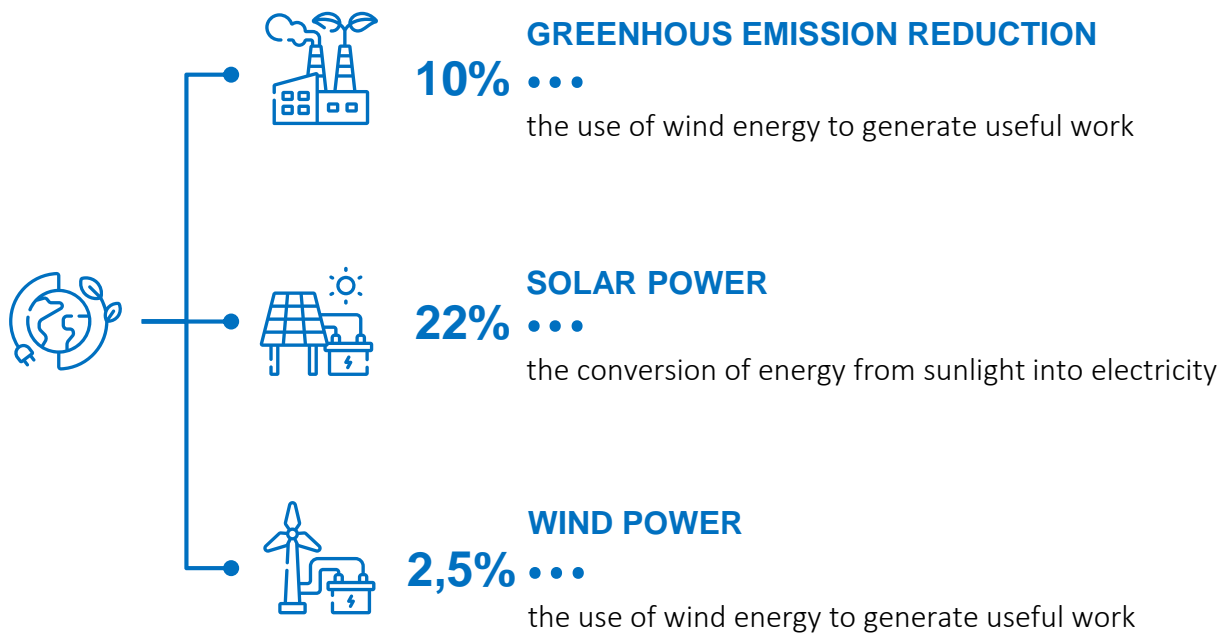 GREENHOUS EMISSION REDUCTION
10% •••
the use of wind energy to generate useful work
SOLAR POWER
22% •••
the conversion of energy from sunlight into electricity
WIND POWER
2,5% •••
the use of wind energy to generate useful work